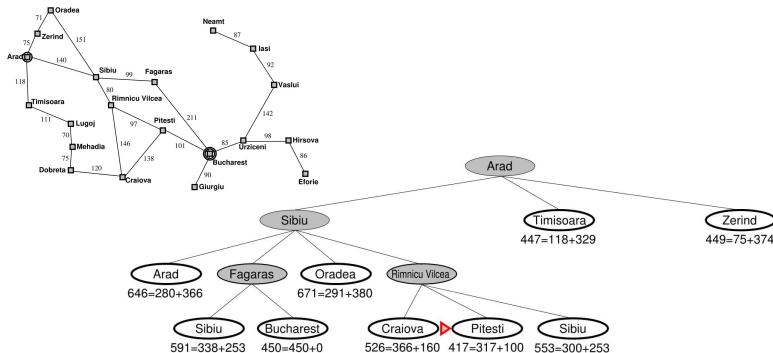 Oradea
71
Zerind
75
151
Arad
140
118
Sibiu
99
Fagaras
80
Rimnicu Vilcea
Timisoara
111
Lugoj
70
Mehadia
75
Dobreta
120
Craiova
146
97
138
Pitesti
101
211
Bucharest
90
Giurgiu
85
Urziceni
98
Hirsova
86
Eforie
142
Vaslui
92
Iasi
87
Neamt
Arad
Sibiu
Timisoara
447=118+329
Zerind
449=75+374
Arad
646=280+366
Fagaras
Oradea
671=291+380
Rimnicu Vilcea
Sibiu
591=338+253
Bucharest
450=450+0
Craiova
526=366+160
Pitesti
417=317+100
Sibiu
553=300+253